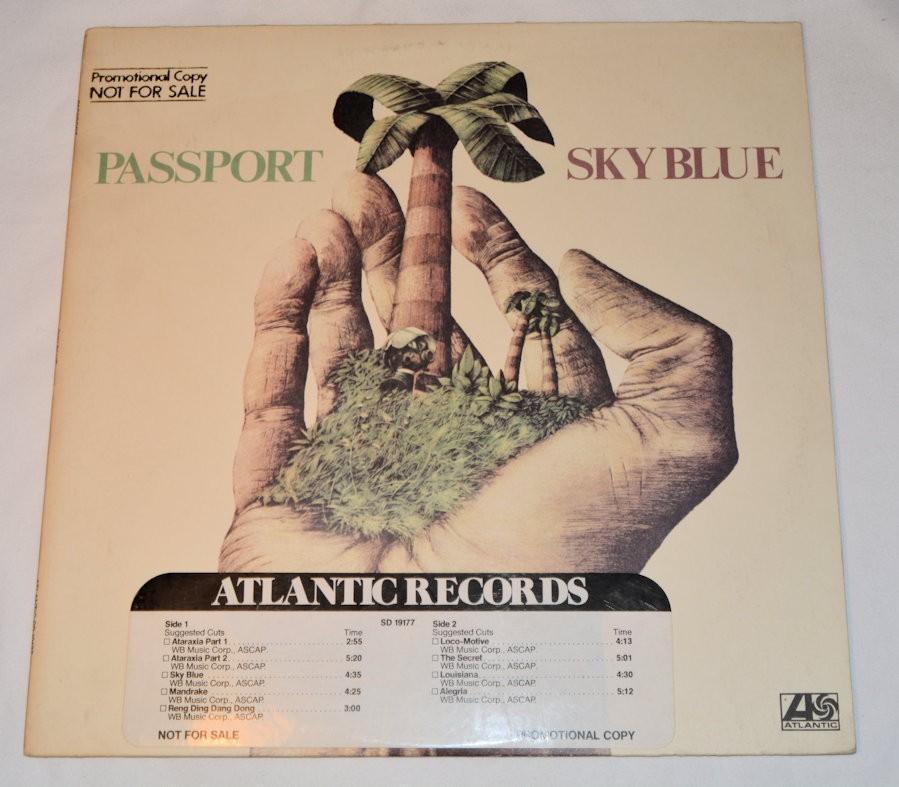 Promotional Copy
NOT FOR SALE
PASSPORT SKY BLUE
ATLANTIC RECORDS
Side 1
Suggested Cuts Time
Ataraxia Part 1 2:55
WB Music Corp., ASCAP.
Ataraxia Part 2 5:20
WB Music Corp., ASCAP.
Sky Blue 4:35
WB Music Corp., ASCAP.
Mandrake 4:25
WB Music Corp., ASCAP.
Reng Ding Dang Dong 3:00
WB Music Corp., ASCAP.
SD 19177
Side 2
Suggested Cuts Time
Loco-Motive 4:13
WB Music Corp., ASCAP.
The Secret 5:01
WB Music Corp., ASCAP.
Louisiana 4:30
WB Music Corp., ASCAP.
Alegria 5:12
WB Music Corp., ASCAP.
NOT FOR SALE PROMOTIONAL COPY
ATLANTIC